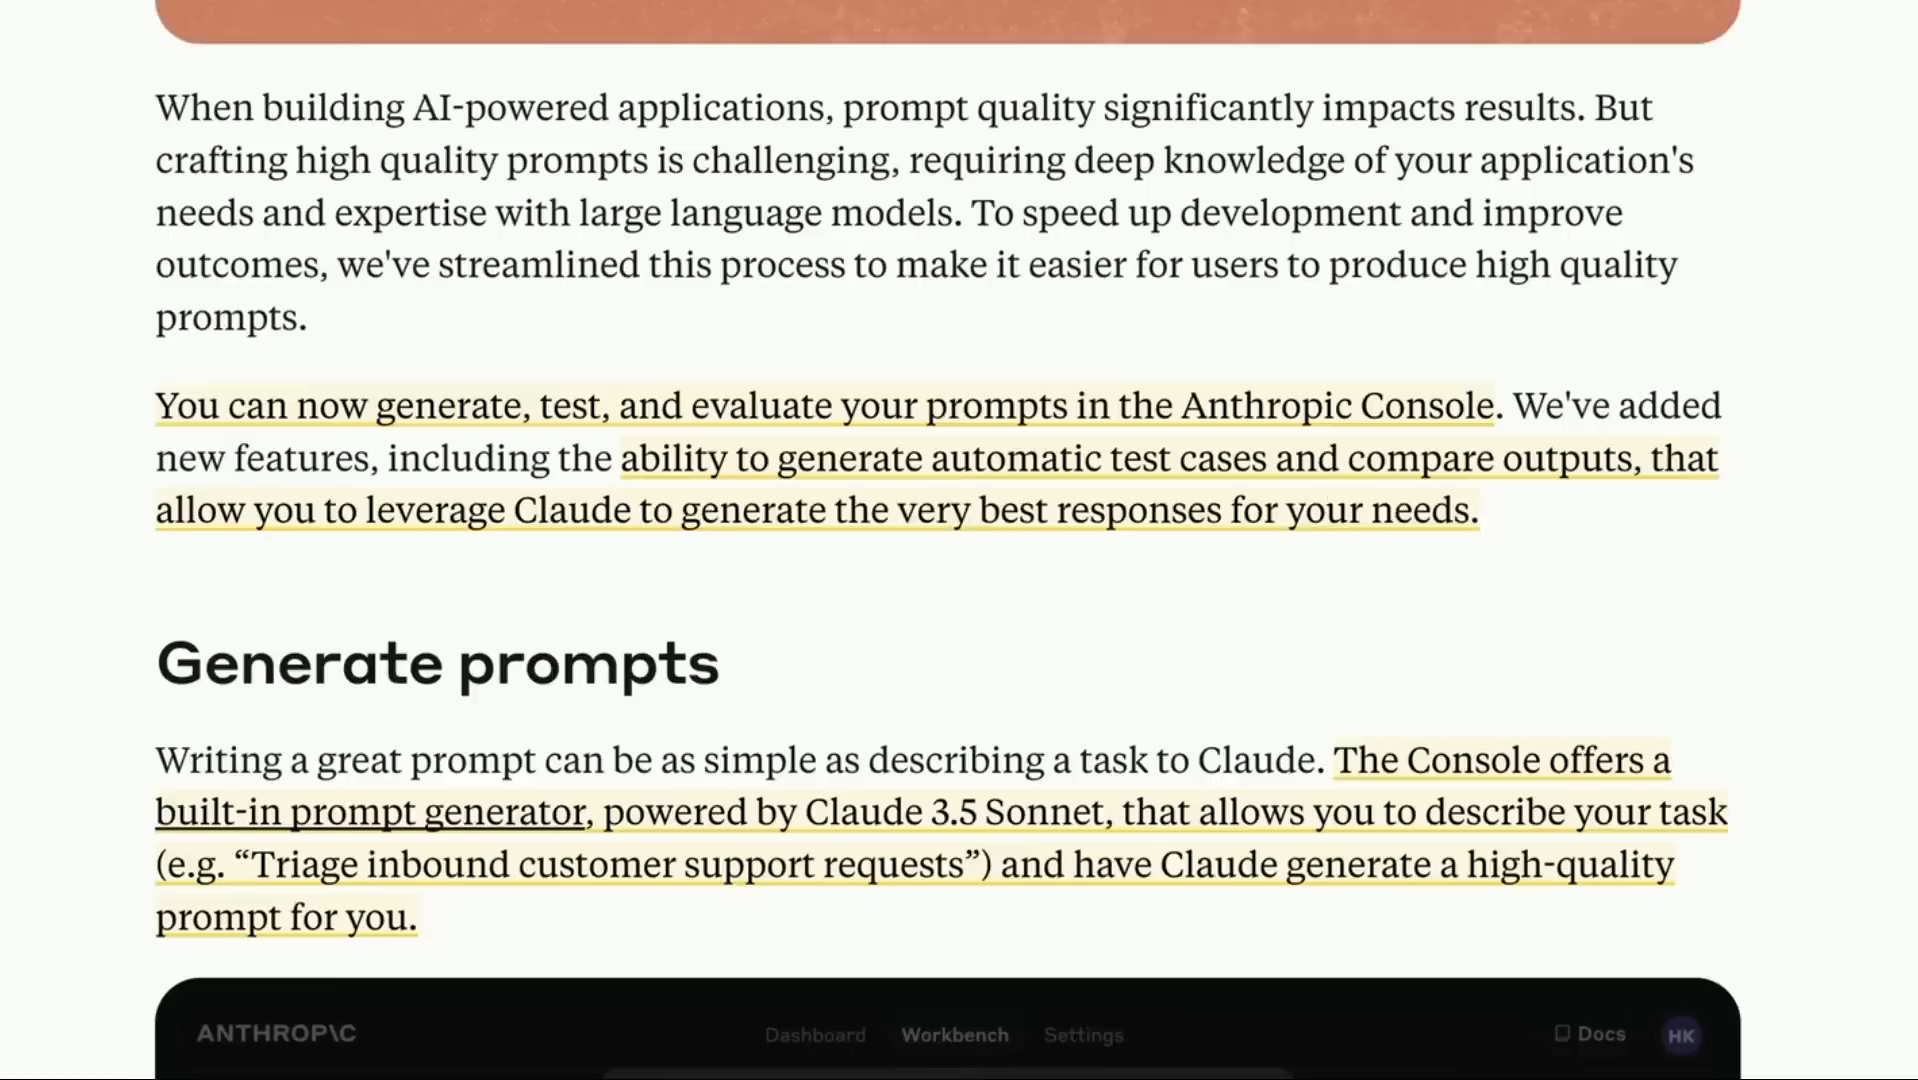 When building AI-powered applications, prompt quality significantly impacts results. But
crafting high quality prompts is challenging, requiring deep knowledge of your application's
needs and expertise with large language models. To speed up development and improve
outcomes, we've streamlined this process to make it easier for users to produce high quality
prompts.
You can now generate, test, and evaluate your prompts in the Anthropic Console. We've added
new features, including the ability to generate automatic test cases and compare outputs, that
allow you to leverage Claude to generate the very best responses for your needs.
Generate prompts
Writing a great prompt can be as simple as describing a task to Claude. The Console offers a
built-in prompt generator, powered by Claude 3.5 Sonnet, that allows you to describe your task
(e.g. “Triage inbound customer support requests”) and have Claude generate a high-quality
prompt for you.
ANTHROP\C Dashboard Workbench Settings Docs HK